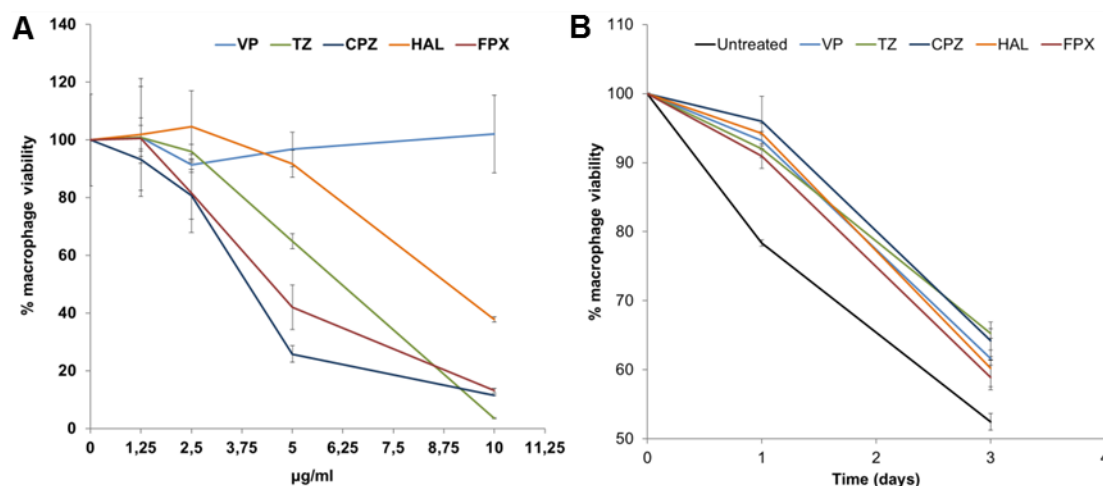 A
140
120
100
80
60
40
20
0
% macrophage viability
VP TZ CPZ HAL FPX
0 1,25 2,5 3,75 5 6,25 7,5 8,75 10 11,25
µg/ml
B
110
100
90
80
70
60
50
% macrophage viability
Untreated VP TZ CPZ HAL FPX
0 1 2 3 4
Time (days)